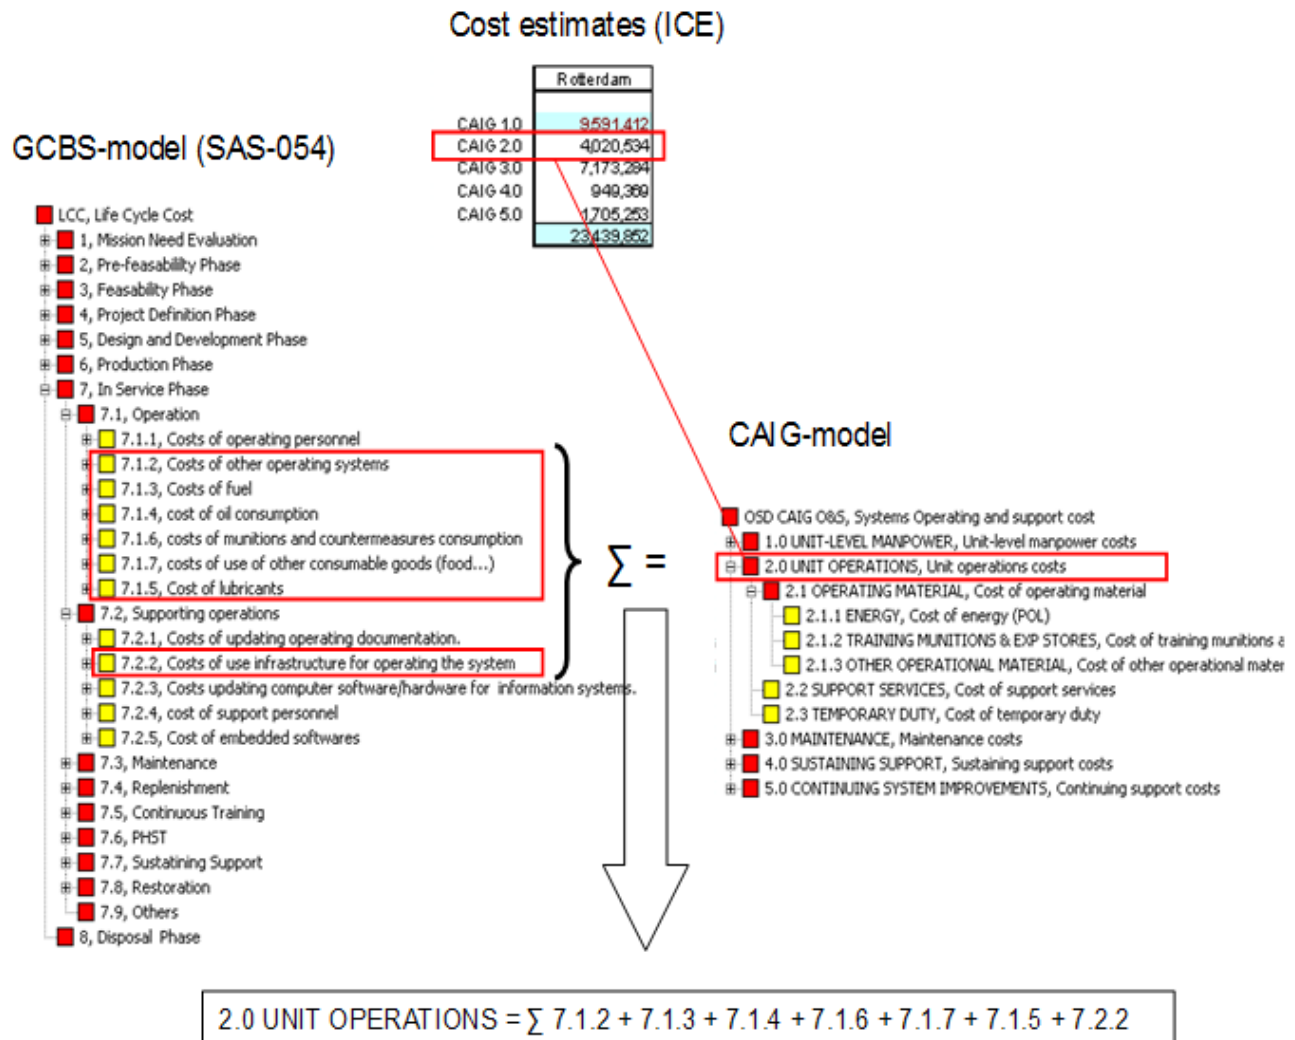 Cost estimates (ICE)
Rotterdam
CAIG 1.0 9,591,412
CAIG 2.0 4,020,534
CAIG 3.0 7,173,284
CAIG 4.0 949,369
CAIG 5.0 1,705,253
23,439,852
GCBS-model (SAS-054)
LCC, Life Cycle Cost
1, Mission Need Evaluation
2, Pre-feasabilility Phase
3, Feasability Phase
4, Project Definition Phase
5, Design and Development Phase
6, Production Phase
7, In Service Phase
7.1, Operation
7.1.1, Costs of operating personnel
7.1.2, Costs of other operating systems
7.1.3, Costs of fuel
7.1.4, cost of oil consumption
7.1.6, costs of munitions and countermeasures consumption
7.1.7, costs of use of other consumable goods (food...)
7.1.5, Cost of lubricants
7.2, Supporting operations
7.2.1, Costs of updating operating documentation.
7.2.2, Costs of use infrastructure for operating the system
7.2.3, Costs updating computer software/hardware for information systems.
7.2.4, cost of support personnel
7.2.5, Cost of embedded softwares
7.3, Maintenance
7.4, Replenishment
7.5, Continuous Training
7.6, PHST
7.7, Sustatining Support
7.8, Restoration
7.9, Others
8, Disposal Phase
∑ =
CAIG-model
OSD CAIG O&S, Systems Operating and support cost
1.0 UNIT-LEVEL MANPOWER, Unit-level manpower costs
2.0 UNIT OPERATIONS, Unit operations costs
2.1 OPERATING MATERIAL, Cost of operating material
2.1.1 ENERGY, Cost of energy (POL)
2.1.2 TRAINING MUNITIONS & EXP STORES, Cost of training munitions a
2.1.3 OTHER OPERATIONAL MATERIAL, Cost of other operational mater
2.2 SUPPORT SERVICES, Cost of support services
2.3 TEMPORARY DUTY, Cost of temporary duty
3.0 MAINTENANCE, Maintenance costs
4.0 SUSTAINING SUPPORT, Sustaining support costs
5.0 CONTINUING SYSTEM IMPROVEMENTS, Continuing support costs
2.0 UNIT OPERATIONS = ∑ 7.1.2 + 7.1.3 + 7.1.4 + 7.1.6 + 7.1.7 + 7.1.5 + 7.2.2